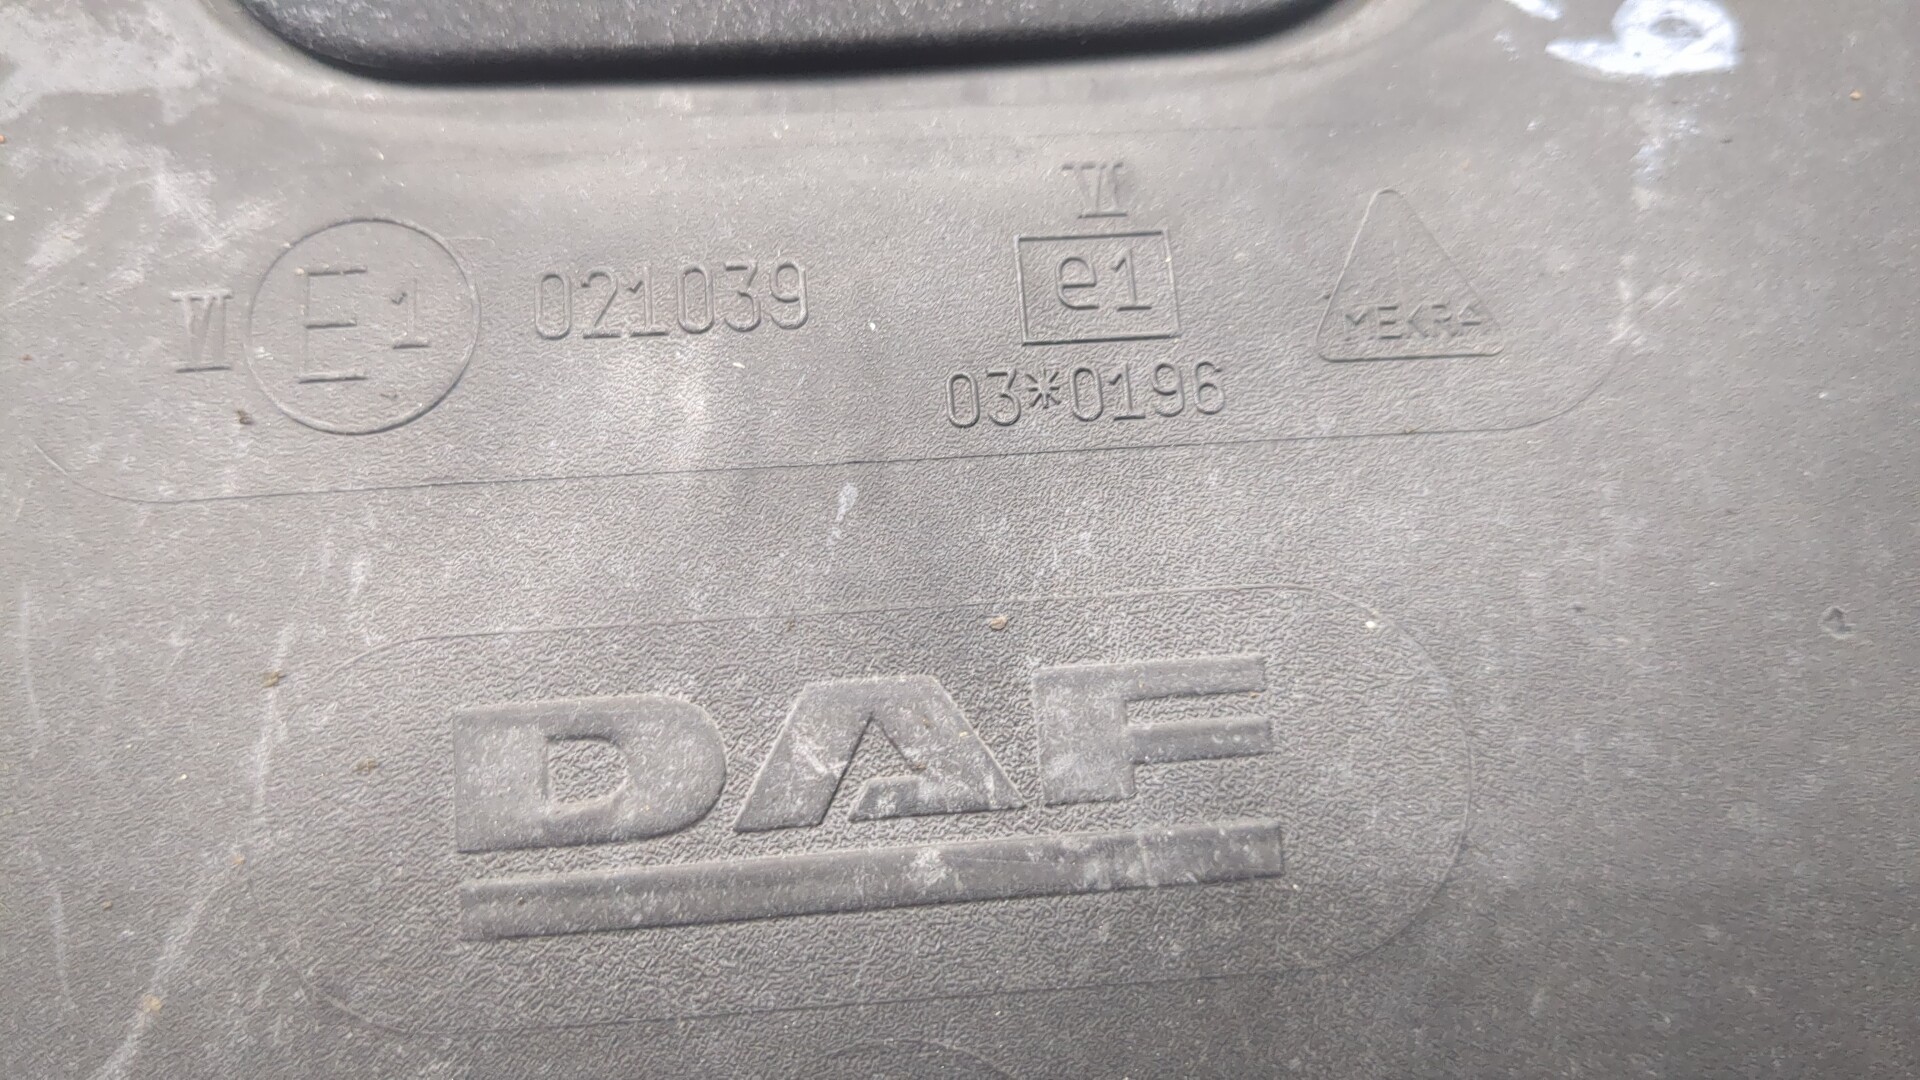 VI E1 021039
VI
e1
03*0196
MEKRA
DAF